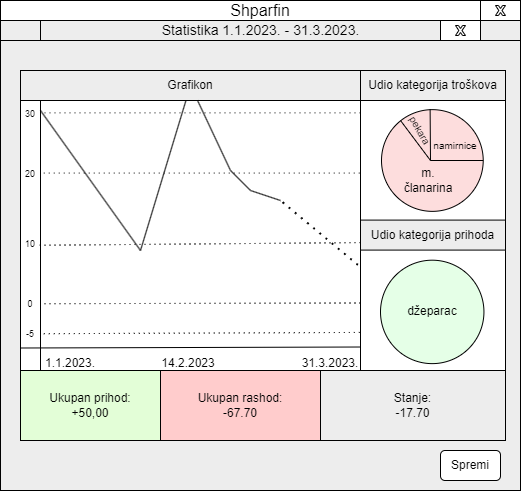 Shparfin
X
Statistika 1.1.2023. - 31.3.2023.
X
Grafikon
30
20
10
0
-5
1.1.2023.
14.2.2023
31.3.2023.
Udio kategorija troškova
pekara
namirnice
m.
članarina
Udio kategorija prihoda
džeparac
Ukupan prihod:
+50,00
Ukupan rashod:
-67.70
Stanje:
-17.70
Spremi